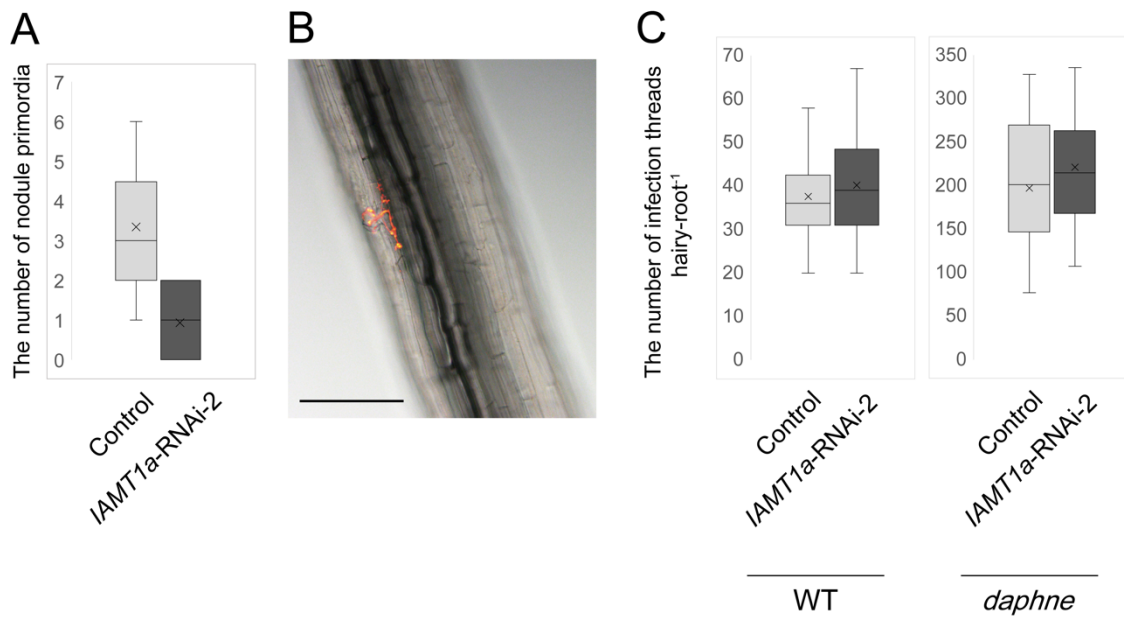 A
The number of nodule primordia
7
6
5
4
3
2
1
0
Control
IAMT1a-RNAi-2
B
C
The number of infection threads
hairy-root⁻¹
70
60
50
40
30
20
10
0
Control
IAMT1a-RNAi-2
WT
350
300
250
200
150
100
50
0
Control
IAMT1a-RNAi-2
daphne